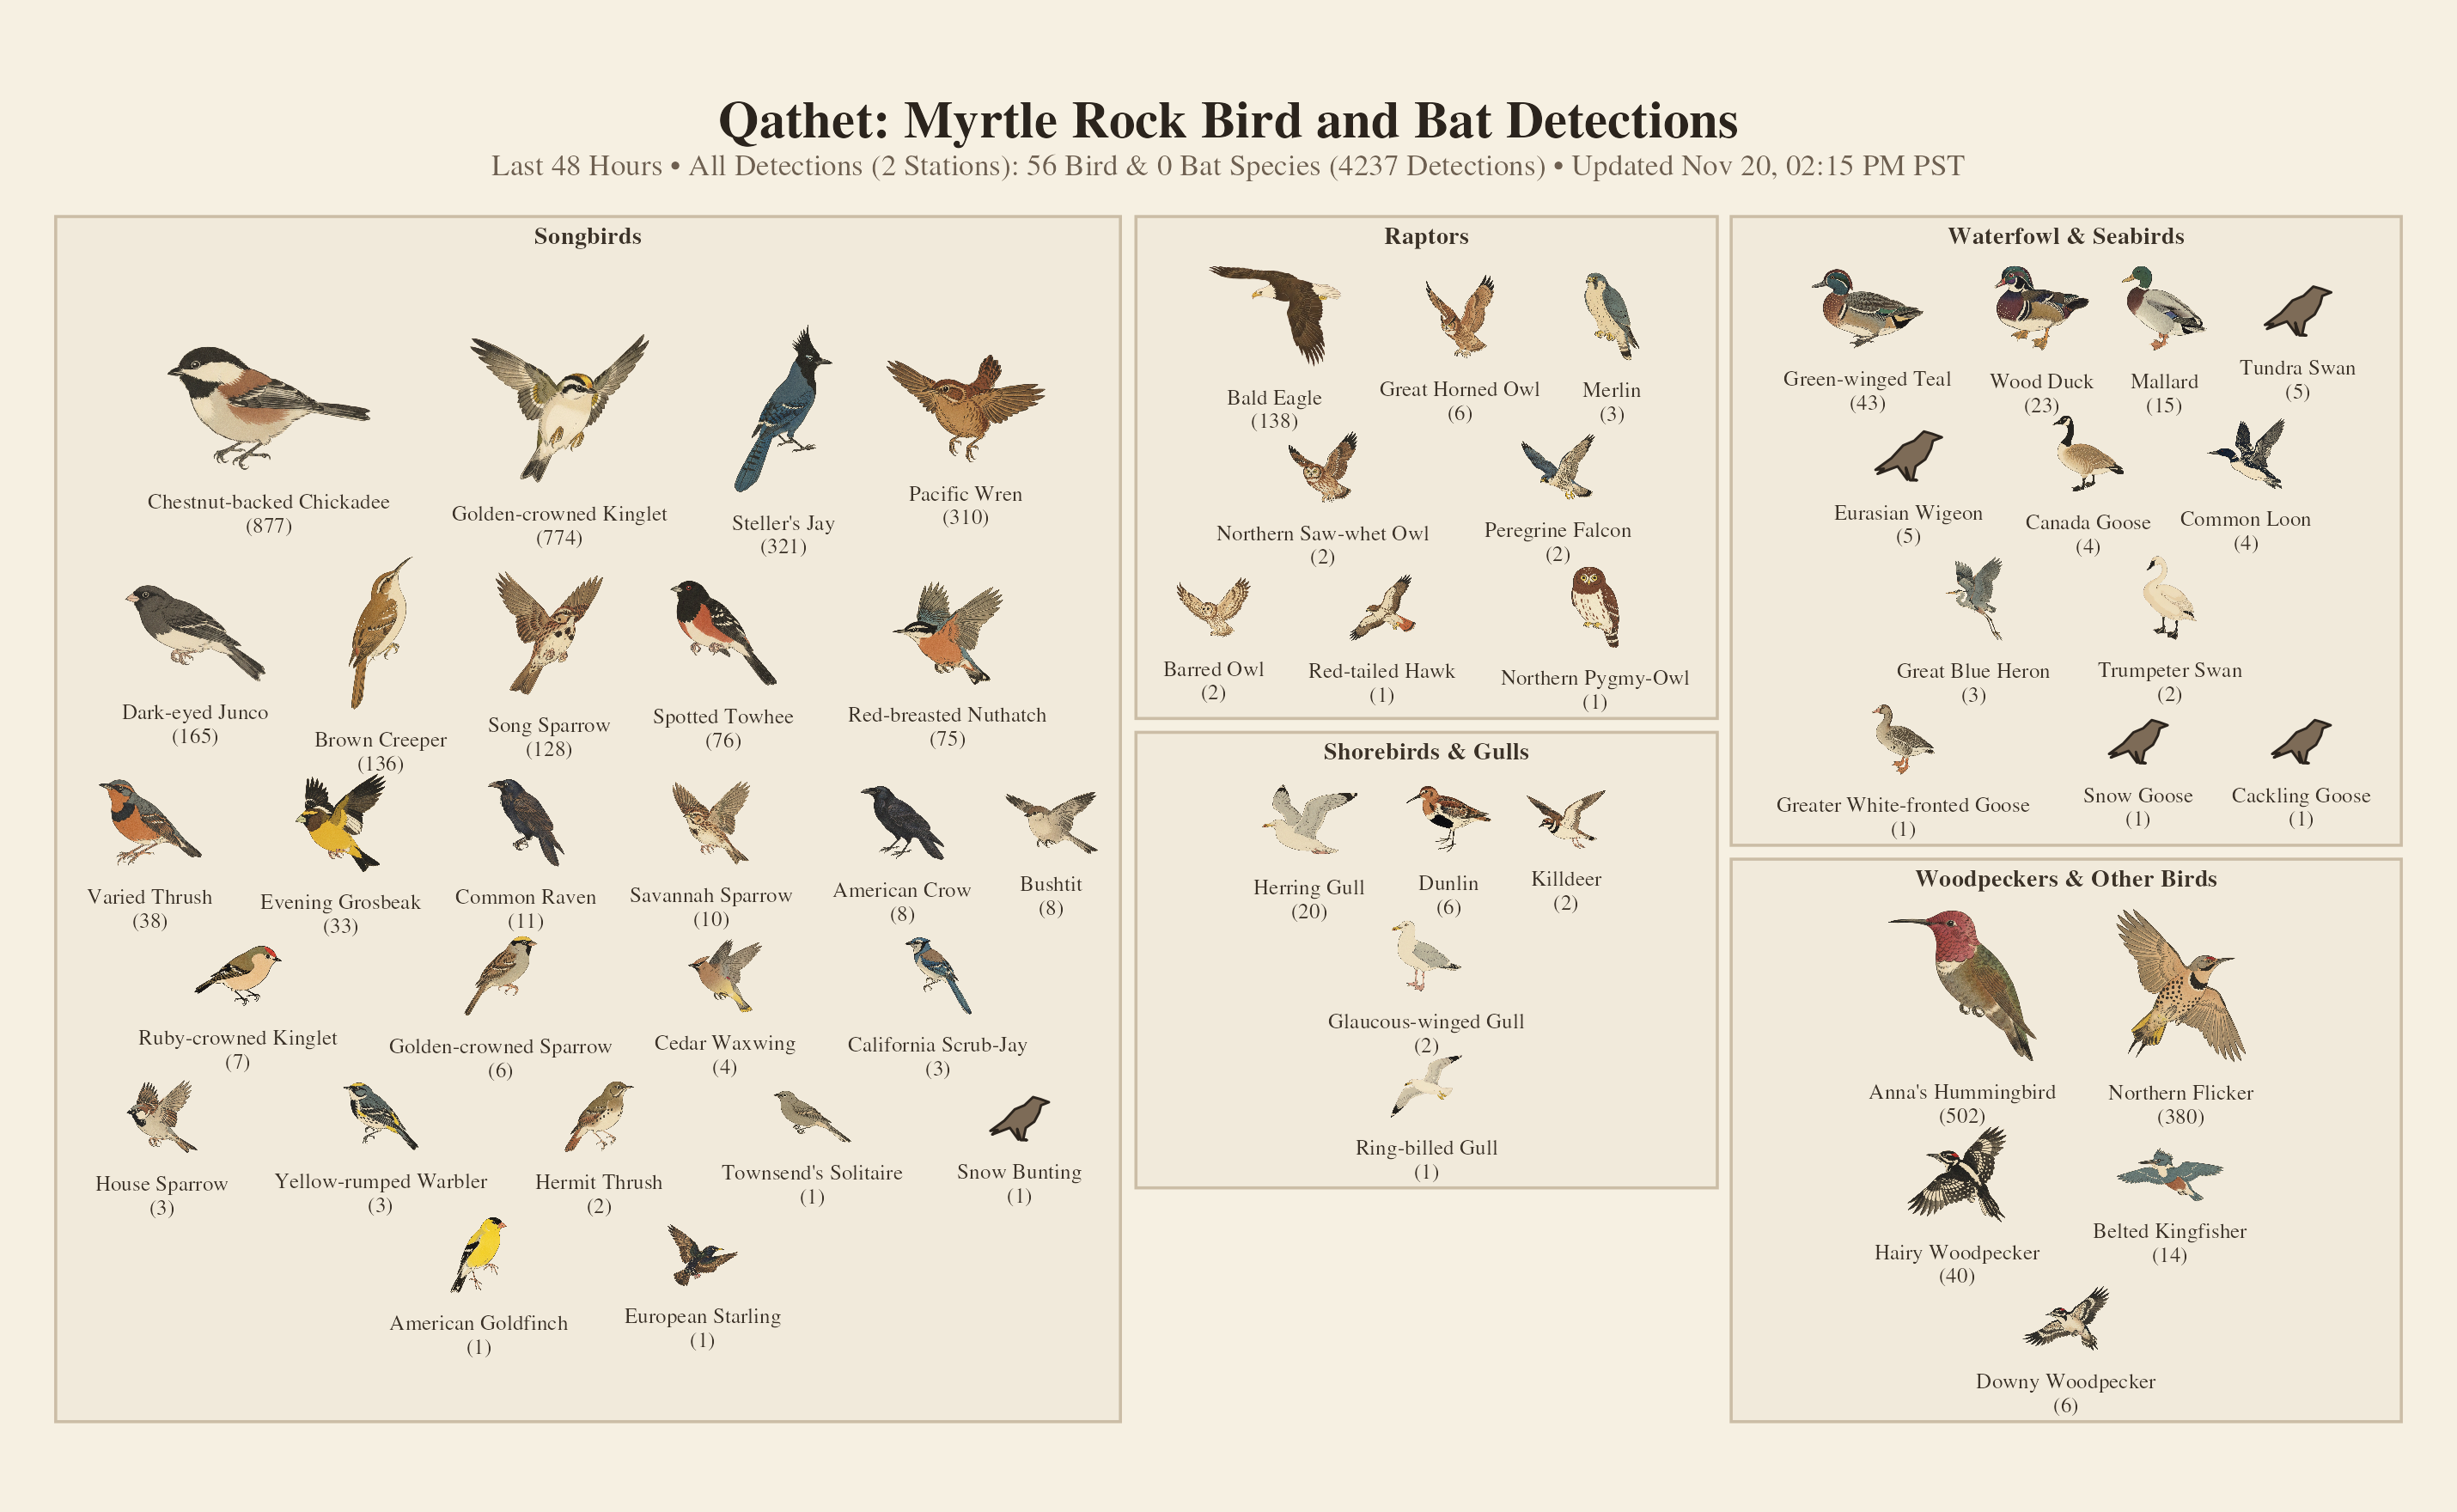 Qathet: Myrtle Rock Bird and Bat Detections
Last 48 Hours • All Detections (2 Stations): 56 Bird & 0 Bat Species (4237 Detections) • Updated Nov 20, 02:15 PM PST
Songbirds
Chestnut-backed Chickadee
(877)
Golden-crowned Kinglet
(774)
Steller's Jay
(321)
Pacific Wren
(310)
Dark-eyed Junco
(165)
Brown Creeper
(136)
Song Sparrow
(128)
Spotted Towhee
(76)
Red-breasted Nuthatch
(75)
Varied Thrush
(38)
Evening Grosbeak
(33)
Common Raven
(11)
Savannah Sparrow
(10)
American Crow
(8)
Bushtit
(8)
Ruby-crowned Kinglet
(7)
Golden-crowned Sparrow
(6)
Cedar Waxwing
(4)
California Scrub-Jay
(3)
House Sparrow
(3)
Yellow-rumped Warbler
(3)
Hermit Thrush
(2)
Townsend's Solitaire
(1)
Snow Bunting
(1)
American Goldfinch
(1)
European Starling
(1)
Raptors
Bald Eagle
(138)
Great Horned Owl
(6)
Merlin
(3)
Northern Saw-whet Owl
(2)
Peregrine Falcon
(2)
Barred Owl
(2)
Red-tailed Hawk
(1)
Northern Pygmy-Owl
(1)
Shorebirds & Gulls
Herring Gull
(20)
Dunlin
(6)
Killdeer
(2)
Glaucous-winged Gull
(2)
Ring-billed Gull
(1)
Waterfowl & Seabirds
Green-winged Teal
(43)
Wood Duck
(23)
Mallard
(15)
Tundra Swan
(5)
Eurasian Wigeon
(5)
Canada Goose
(4)
Common Loon
(4)
Great Blue Heron
(3)
Trumpeter Swan
(2)
Greater White-fronted Goose
(1)
Snow Goose
(1)
Cackling Goose
(1)
Woodpeckers & Other Birds
Anna's Hummingbird
(502)
Northern Flicker
(380)
Hairy Woodpecker
(40)
Belted Kingfisher
(14)
Downy Woodpecker
(6)